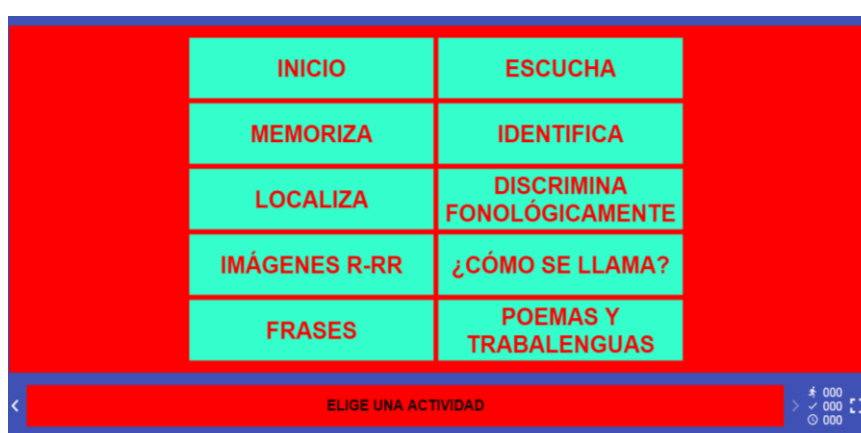 INICIO
ESCUCHA
MEMORIZA
IDENTIFICA
LOCALIZA
DISCRIMINA
FONOLÓGICAMENTE
IMÁGENES R-RR
¿CÓMO SE LLAMA?
FRASES
POEMAS Y
TRABALENGUAS
ELIGE UNA ACTIVIDAD
000
000
000